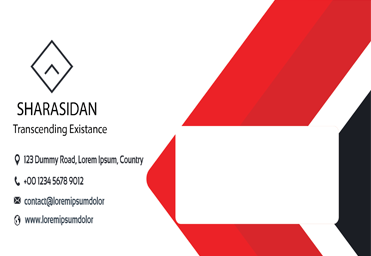 SHARASIDAN
Transcending Existance
123 Dummy Road, Lorem Ipsum, Country
+00 1234 5678 9012
contact@loremipsumdolor
www.loremipsumdolor